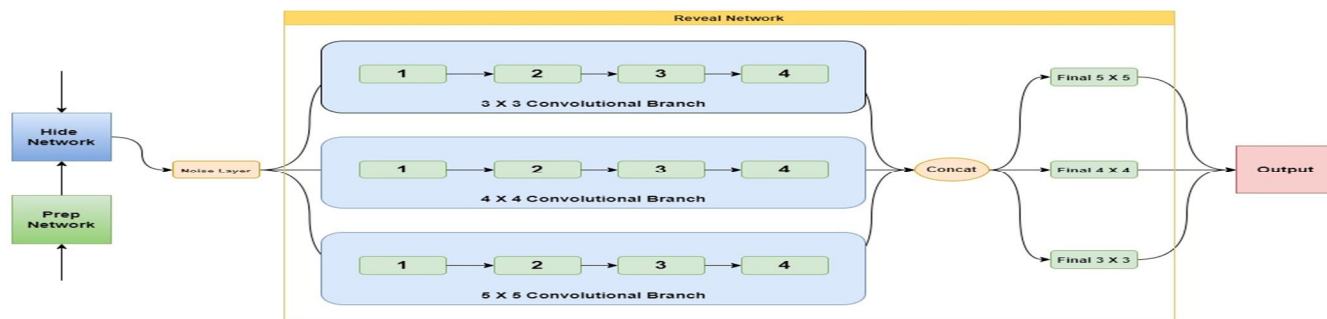 Reveal Network
1 2 3 4
3 X 3 Convolutional Branch
Hide
Network
Prep
Network
Noise Layer
1 2 3 4
4 X 4 Convolutional Branch
1 2 3 4
5 X 5 Convolutional Branch
Concat
Final 5 X 5
Final 4 X 4
Final 3 X 3
Output